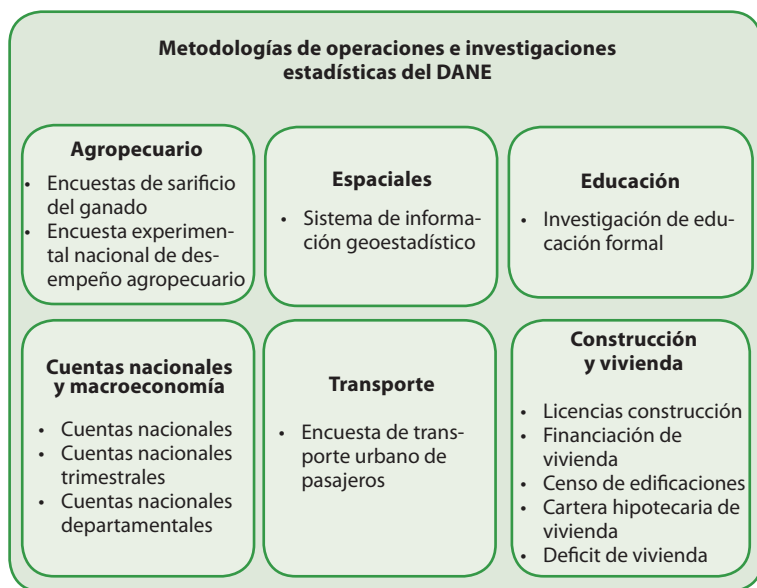 Metodologías de operaciones e investigaciones
estadísticas del DANE
Agropecuario
• Encuestas de sarificio
del ganado
• Encuesta experimen-
tal nacional de des-
empeño agropecuario
Espaciales
• Sistema de informa-
ción geoestadístico
Educación
• Investigación de edu-
cación formal
Cuentas nacionales
y macroeconomía
• Cuentas nacionales
• Cuentas nacionales
trimestrales
• Cuentas nacionales
departamentales
Transporte
• Encuesta de trans-
porte urbano de
pasajeros
Construcción
y vivienda
• Licencias construcción
• Financiación de
vivienda
• Censo de edificaciones
• Cartera hipotecaria de
vivienda
• Deficit de vivienda